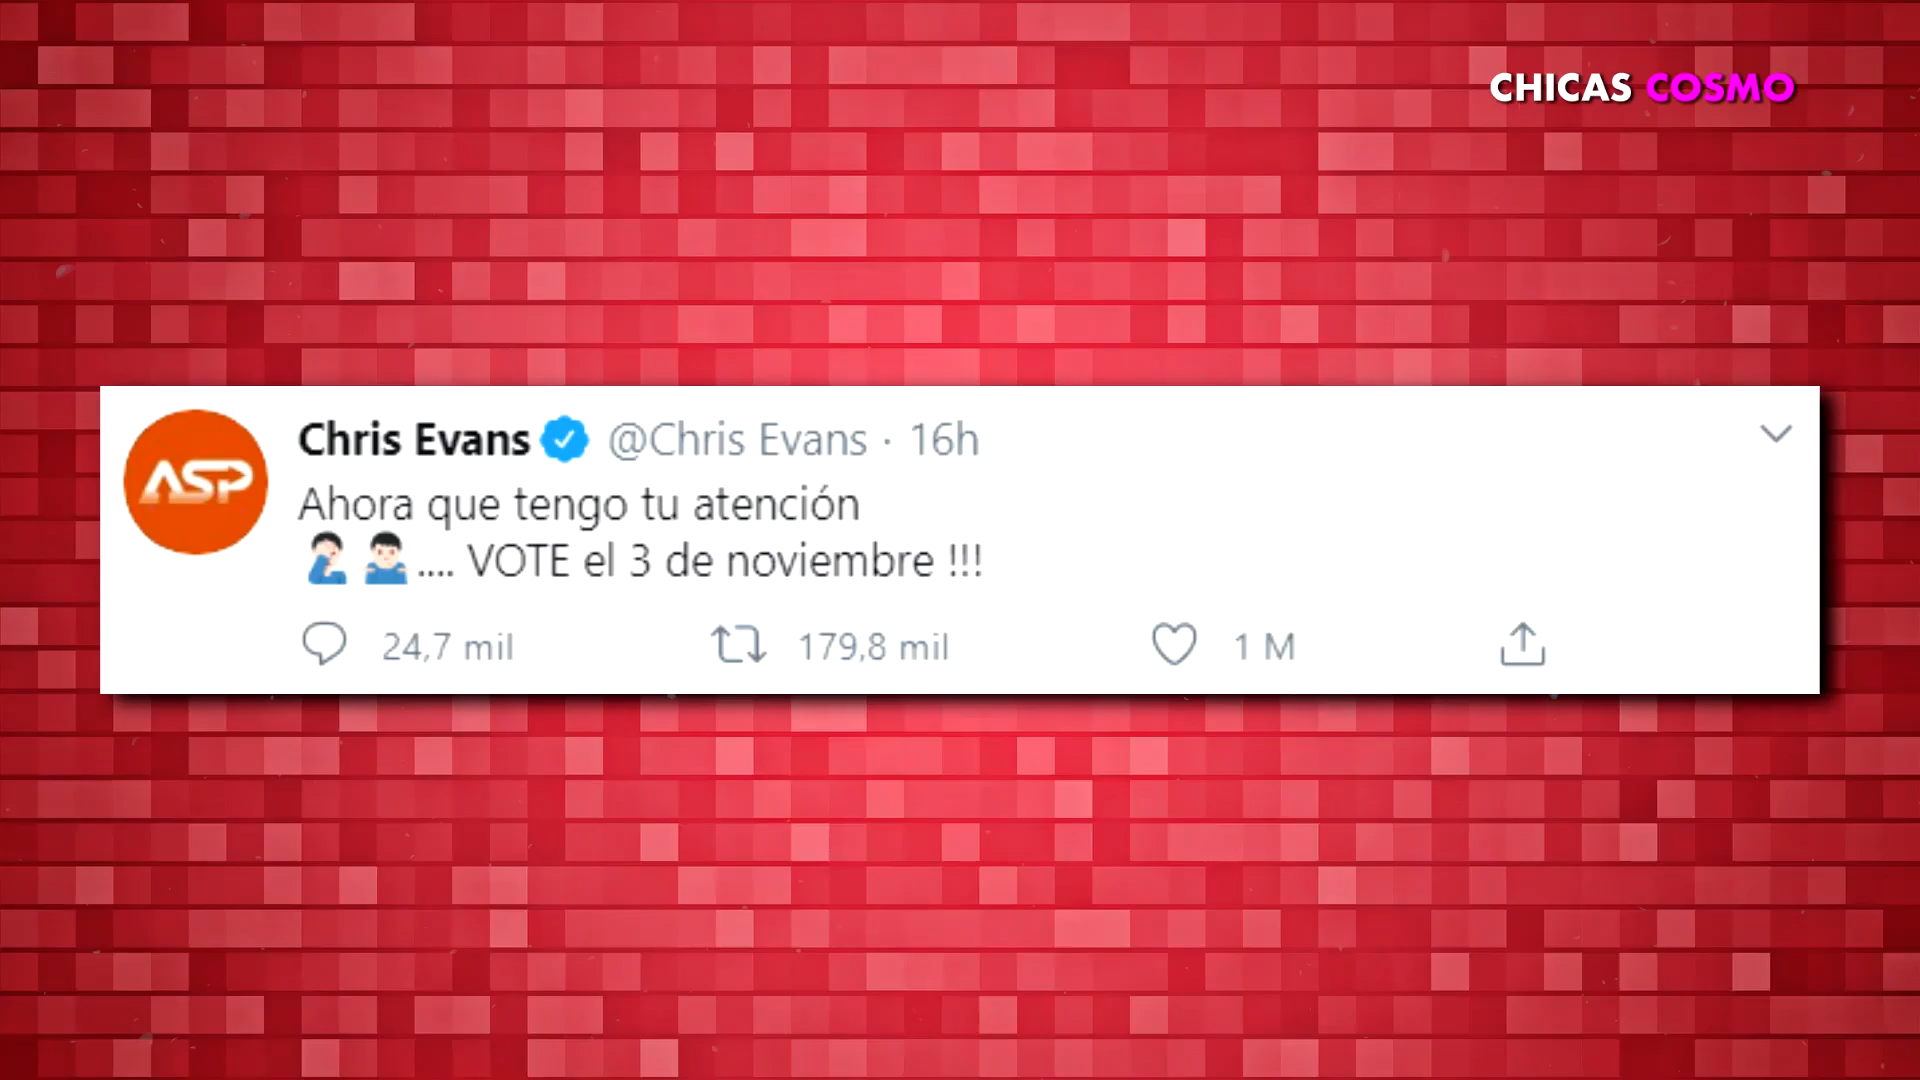 CHICAS COSMO
ASP
Chris Evans @Chris Evans · 16h
Ahora que tengo tu atención
🤦🏻‍♂️ 🤷🏻‍♂️.... VOTE el 3 de noviembre !!!
24,7 mil 179,8 mil 1 M